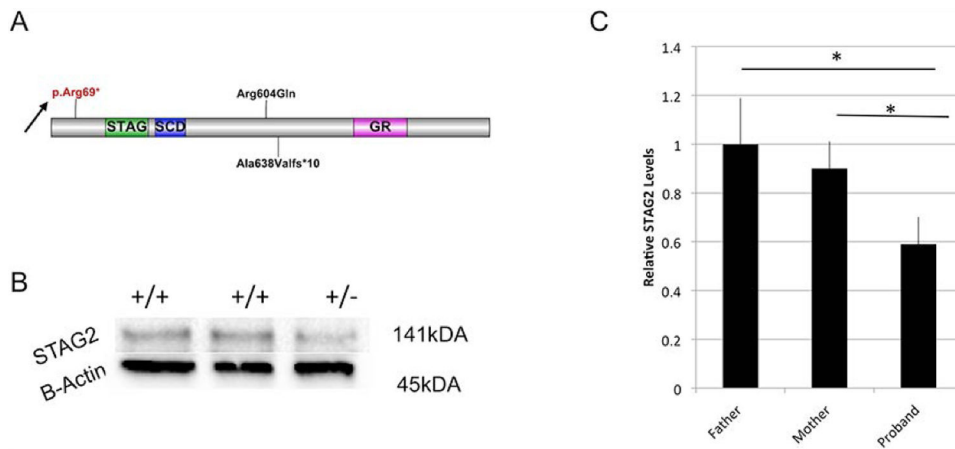 A
p.Arg69*
Arg604Gln
STAG SCD GR
Ala638Valfs*10
B
+/+ +/+ +/-
STAG2 141kDA
B-Actin 45kDA
C
Relative STAG2 Levels
1.4
1.2
1
0.8
0.6
0.4
0.2
0
*
*
Father Mother Proband